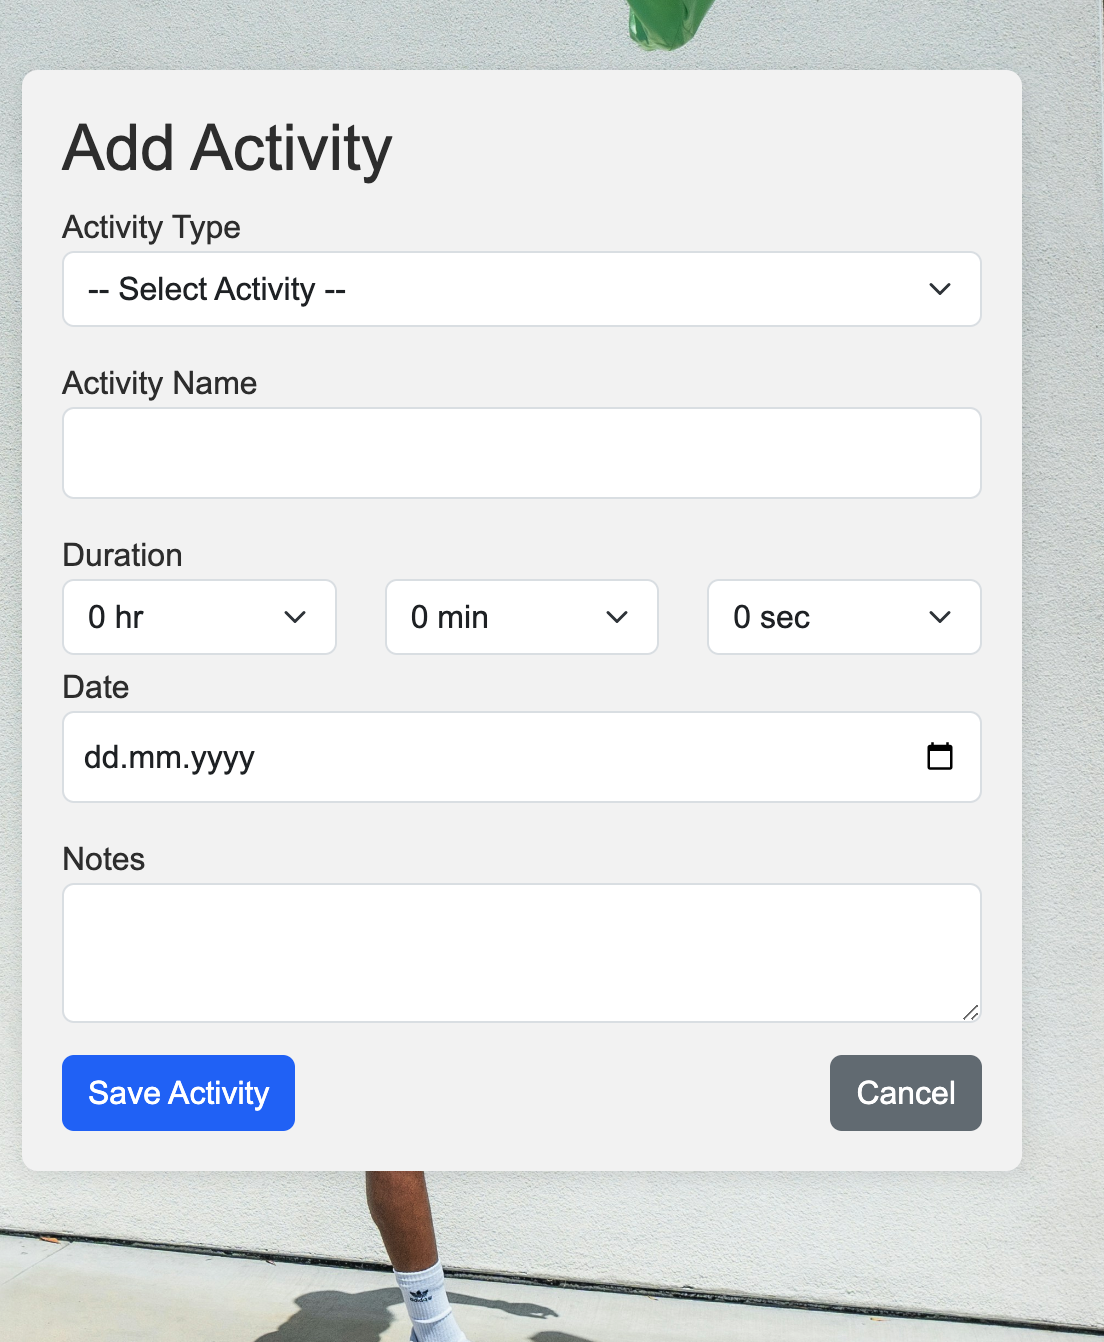 Add Activity
Activity Type
-- Select Activity --
Activity Name
Duration
0 hr 0 min 0 sec
Date
dd.mm.yyyy
Notes
Save Activity Cancel